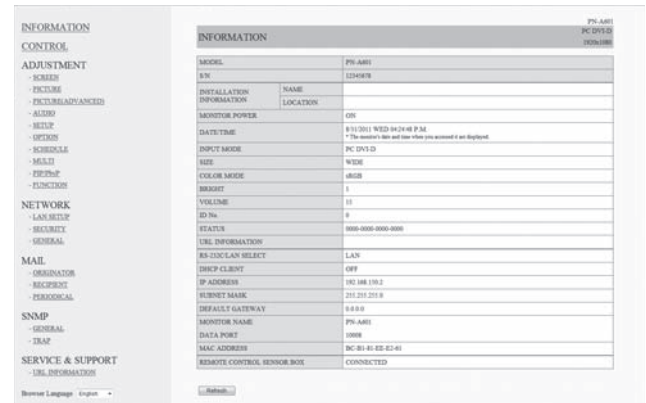 INFORMATION
CONTROL
ADJUSTMENT
- SCREEN
- PICTURE
- PICTURE(ADVANCED)
- AUDIO
- SETUP
- OPTION
- SCHEDULE
- MULTI
- PIP/PbyP
- FUNCTION
NETWORK
- LAN SETUP
- SECURITY
- GENERAL
MAIL
- ORIGINATOR
- RECIPIENT
- PERIODICAL
SNMP
- GENERAL
- TRAP
SERVICE & SUPPORT
- URL INFORMATION
Browser Language English
PN-A601
INFORMATION PC DVI-D
1920x1080
MODEL PN-A601
S/N 12345678
INSTALLATION INFORMATION NAME
LOCATION
MONITOR POWER ON
DATE/TIME 8/31/2011 WED 04:24:48 P.M.
* The monitor's date and time when you accessed it are displayed.
INPUT MODE PC DVI-D
SIZE WIDE
COLOR MODE sRGB
BRIGHT
VOLUME
ID No. 0
STATUS 0000-0000-0000-0000
URL INFORMATION
RS-232C/LAN SELECT LAN
DHCP CLIENT OFF
IP ADDRESS 192.168.150.2
SUBNET MASK 255.255.255.0
DEFAULT GATEWAY 0.0.0.0
MONITOR NAME PN-A601
DATA PORT 10008
MAC ADDRESS
REMOTE CONTROL SENSOR BOX CONNECTED
Refresh